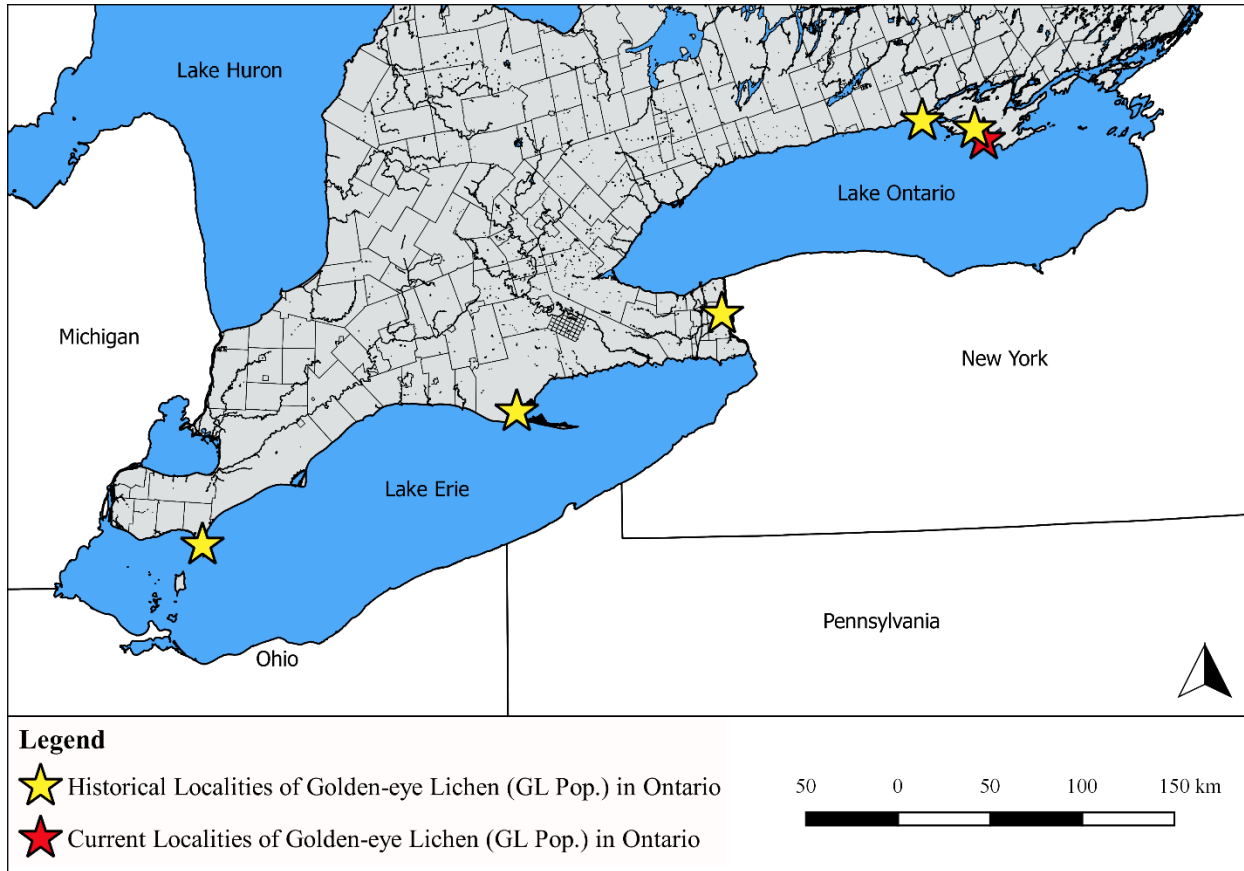 Lake Huron
Lake Ontario
Michigan
New York
Lake Erie
Pennsylvania
Ohio
Legend
Historical Localities of Golden-eye Lichen (GL Pop.) in Ontario
Current Localities of Golden-eye Lichen (GL Pop.) in Ontario
50 0 50 100 150 km